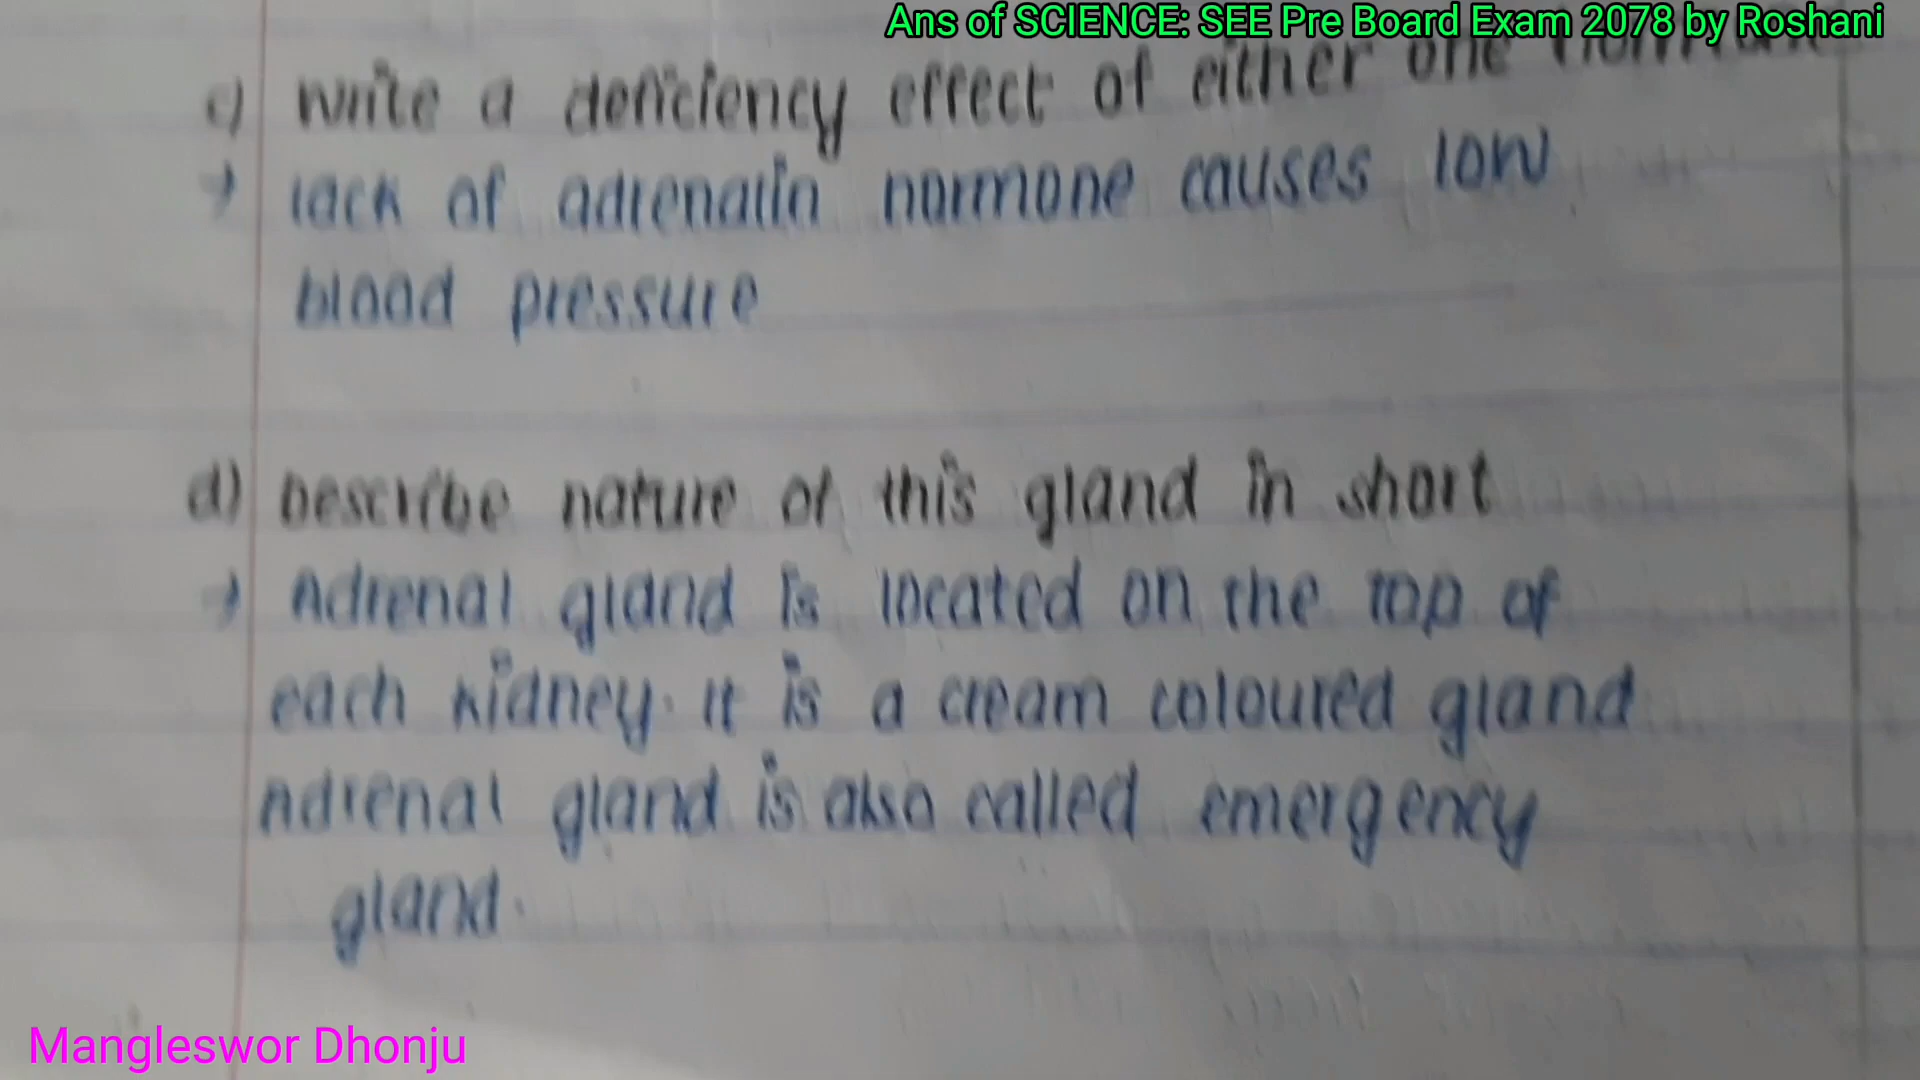 Ans of SCIENCE: SEE Pre Board Exam 2078 by Roshani
c) write a deficiency effect of either one hormone
→ lack of adrenalin hormone causes low
blood pressure
d) Describe nature of this gland in short
→ Adrenal gland is located on the top of
each kidney. It is a cream coloured gland
Adrenal gland is also called emergency
gland.
Mangleswor Dhonju